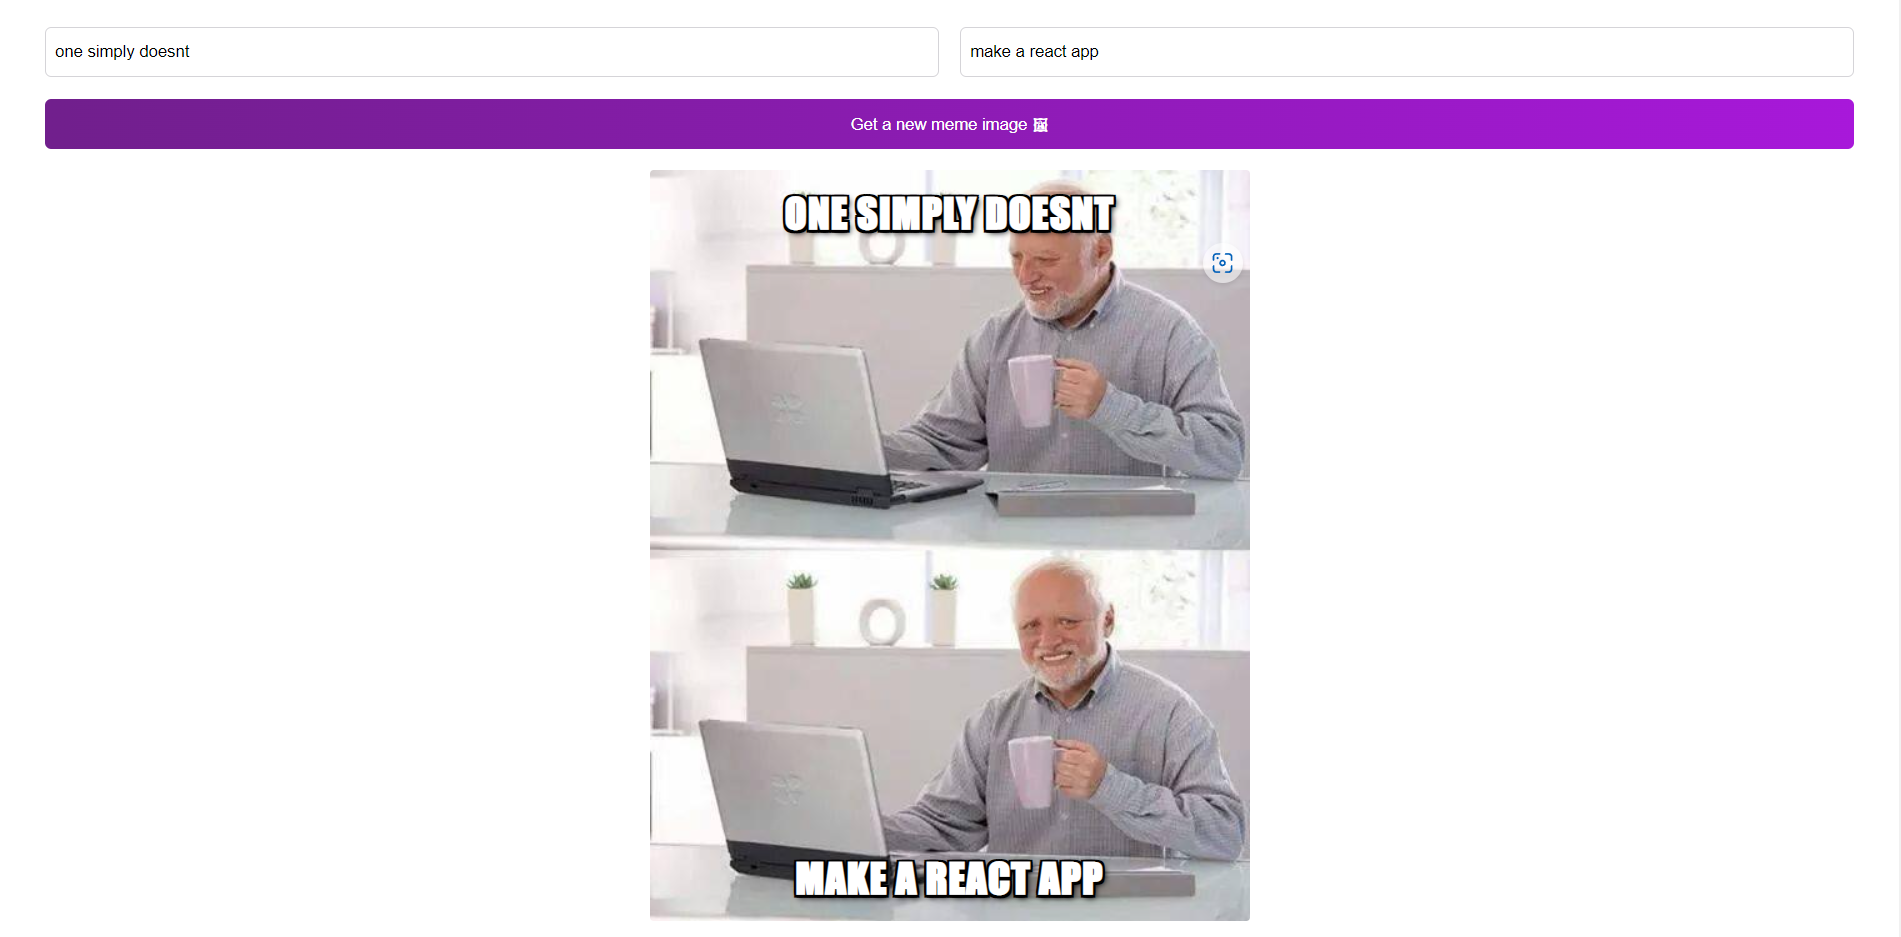 one simply doesnt
make a react app
Get a new meme image 🖼
ONE SIMPLY DOESNT
MAKE A REACT APP